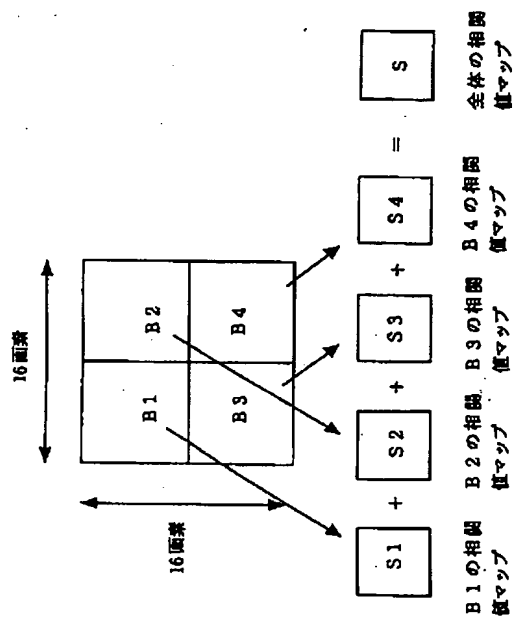 16画素
16画素
B1
B2
B3
B4
S1 + S2 + S3 + S4 = S
B1の相関
値マップ
B2の相関
値マップ
B3の相関
値マップ
B4の相関
値マップ
全体の相関
値マップ